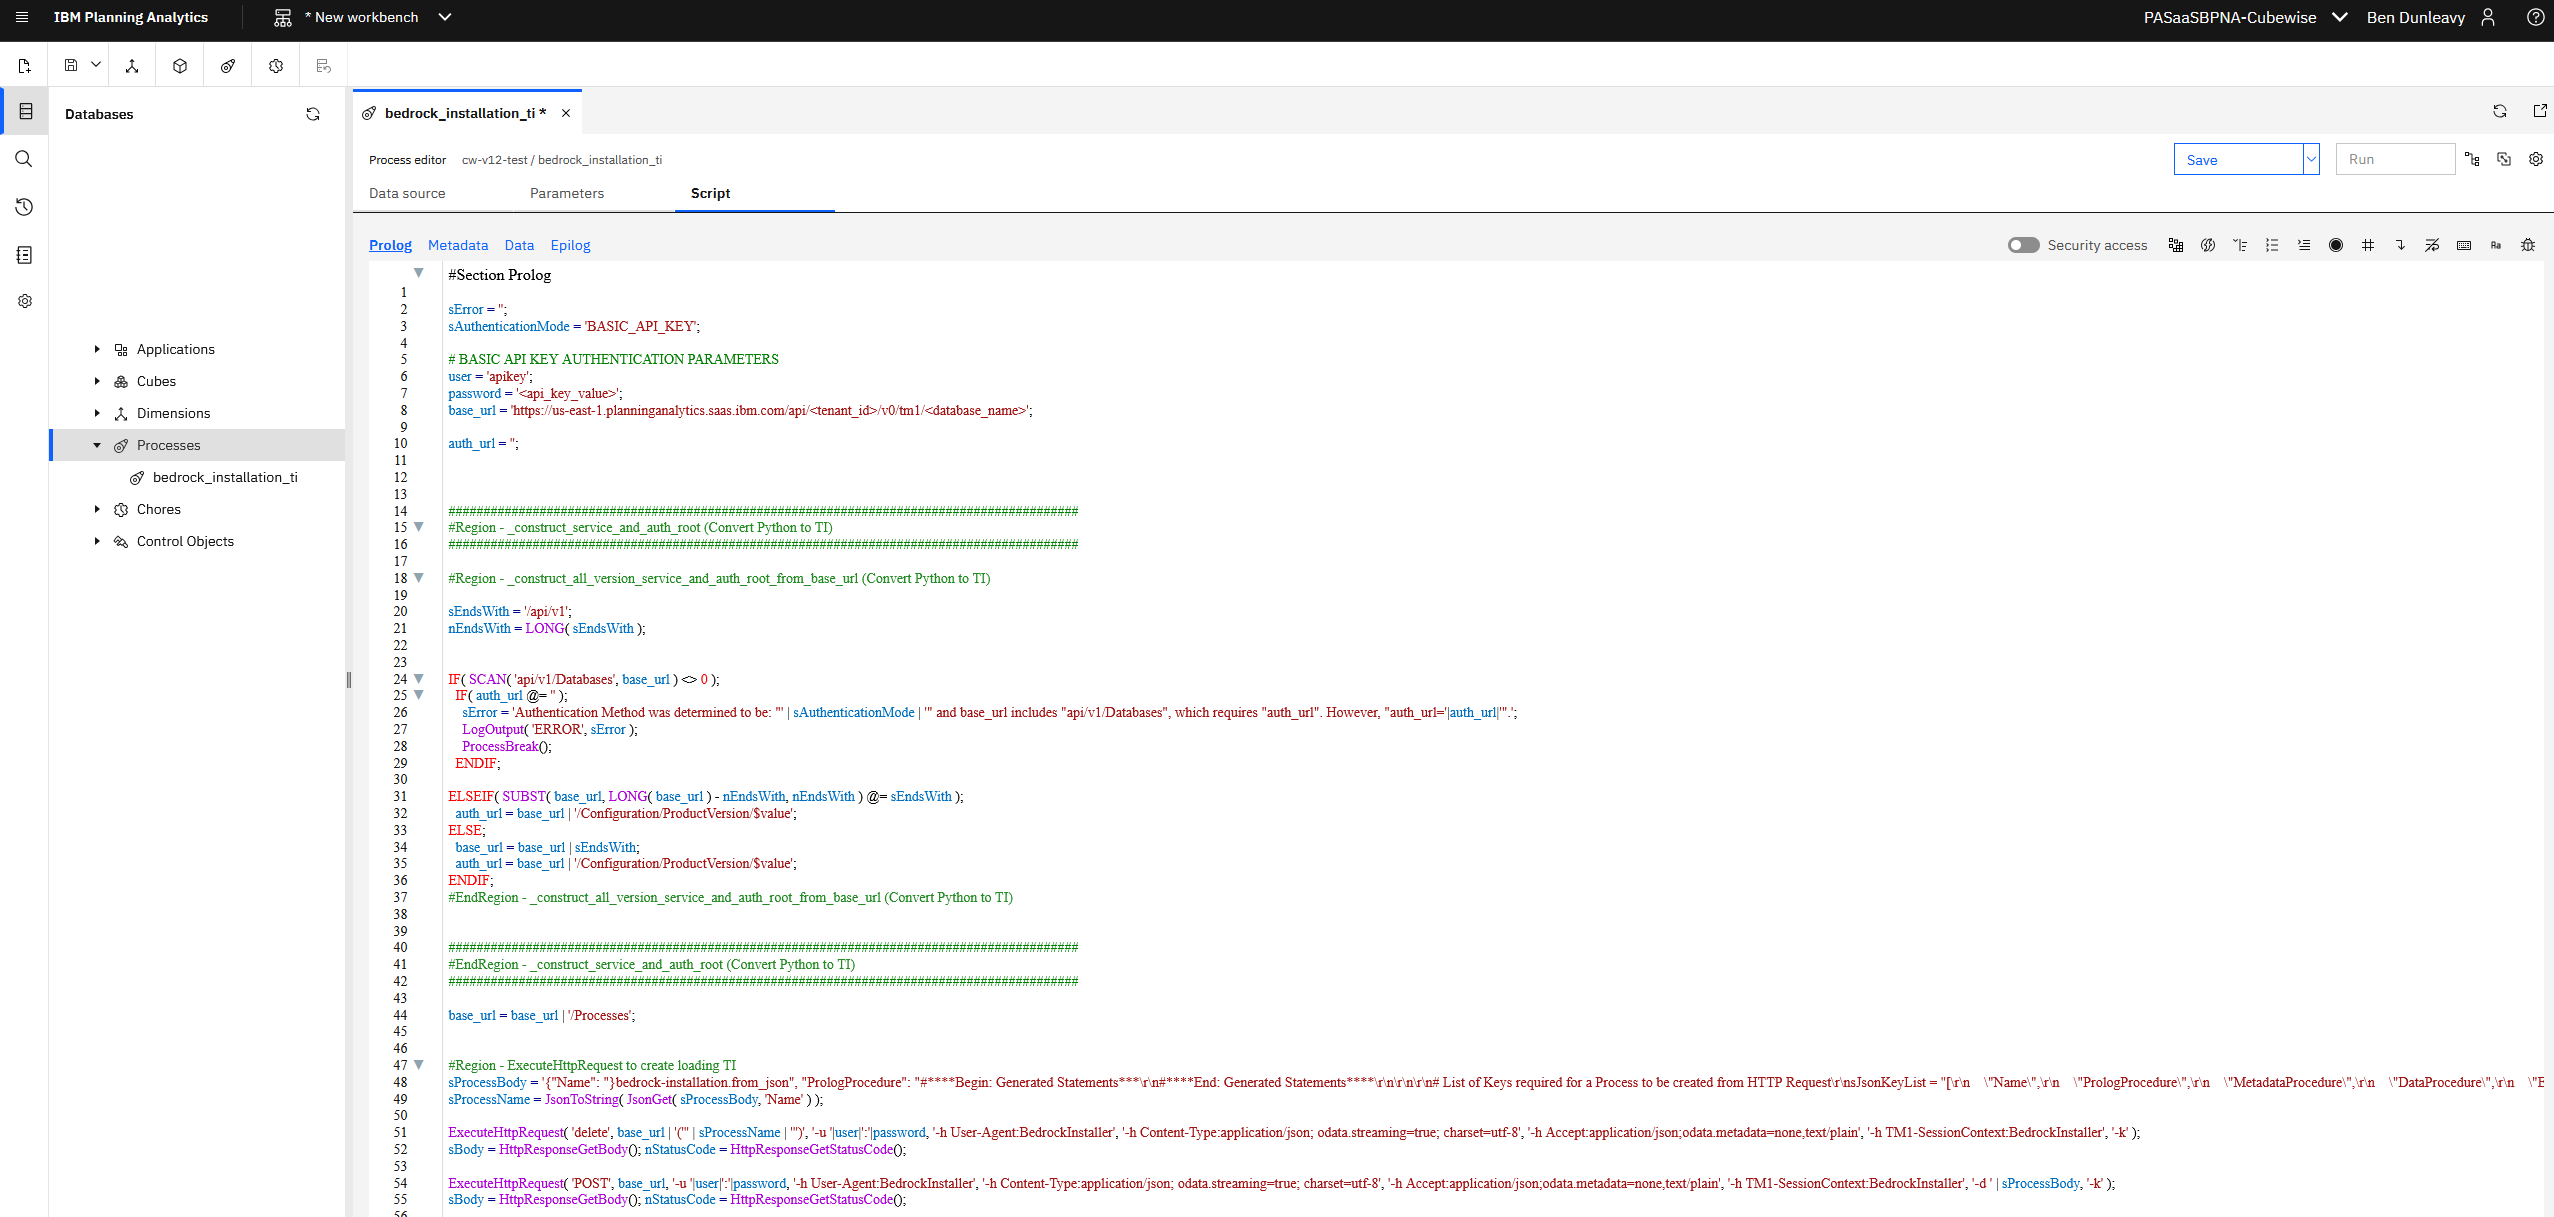 IBM Planning Analytics
* New workbench
PASaaSBPNA-Cubewise
Ben Dunleavy
Databases
bedrock_installation_ti *
Process editor cw-v12-test / bedrock_installation_ti
Save
Run
Data source Parameters Script
Prolog Metadata Data Epilog
Security access
Applications
Cubes
Dimensions
Processes
bedrock_installation_ti
Chores
Control Objects
#Section Prolog
1
2 sError = '';
3 sAuthenticationMode = 'BASIC_API_KEY';
4
5 # BASIC API KEY AUTHENTICATION PARAMETERS
6 user = 'apikey';
7 password = '<api_key_value>';
8 base_url = 'https://us-east-1.planninganalytics.saas.ibm.com/api/<tenant_id>/v0/tm1/<database_name>';
9
10 auth_url = '';
11
12
13
14 ##########################################################################################
15 #Region - _construct_service_and_auth_root (Convert Python to TI)
16 ##########################################################################################
17
18 #Region - _construct_all_version_service_and_auth_root_from_base_url (Convert Python to TI)
19
20 sEndsWith = '/api/v1';
21 nEndsWith = LONG( sEndsWith );
22
23
24 IF( SCAN( 'api/v1/Databases', base_url ) <> 0 );
25 IF( auth_url @= '' );
26 sError = 'Authentication Method was determined to be: "' | sAuthenticationMode | '" and base_url includes "api/v1/Databases", which requires "auth_url". However, "auth_url='|auth_url|'".';
27 LogOutput( 'ERROR', sError );
28 ProcessBreak();
29 ENDIF;
30
31 ELSEIF( SUBST( base_url, LONG( base_url ) - nEndsWith, nEndsWith ) @= sEndsWith );
32 auth_url = base_url | '/Configuration/ProductVersion/$value';
33 ELSE;
34 base_url = base_url | sEndsWith;
35 auth_url = base_url | '/Configuration/ProductVersion/$value';
36 ENDIF;
37 #EndRegion - _construct_all_version_service_and_auth_root_from_base_url (Convert Python to TI)
38
39
40 ##########################################################################################
41 #EndRegion - _construct_service_and_auth_root (Convert Python to TI)
42 ##########################################################################################
43
44 base_url = base_url | '/Processes';
45
46
47 #Region - ExecuteHttpRequest to create loading TI
48 sProcessBody = '{"Name": "}bedrock-installation.from_json", "PrologProcedure": "#****Begin: Generated Statements***\r\n#****End: Generated Statements****\r\n\r\n\r\n# List of Keys required for a Process to be created from HTTP Request\r\nsJsonKeyList = "[\r\n \"Name\",\r\n \"PrologProcedure\",\r\n \"MetadataProcedure\",\r\n \"DataProcedure\",\r\n \"E
49 sProcessName = JsonToString( JsonGet( sProcessBody, 'Name' ) );
50
51 ExecuteHttpRequest( 'delete', base_url | '(''' | sProcessName | ''')', '-u '|user|':'|password, '-h User-Agent:BedrockInstaller', '-h Content-Type:application/json; odata.streaming=true; charset=utf-8', '-h Accept:application/json;odata.metadata=none,text/plain', '-h TM1-SessionContext:BedrockInstaller', '-k' );
52 sBody = HttpResponseGetBody(); nStatusCode = HttpResponseGetStatusCode();
53
54 ExecuteHttpRequest( 'POST', base_url, '-u '|user|':'|password, '-h User-Agent:BedrockInstaller', '-h Content-Type:application/json; odata.streaming=true; charset=utf-8', '-h Accept:application/json;odata.metadata=none,text/plain', '-h TM1-SessionContext:BedrockInstaller', '-d ' | sProcessBody, '-k' );
55 sBody = HttpResponseGetBody(); nStatusCode = HttpResponseGetStatusCode();
56